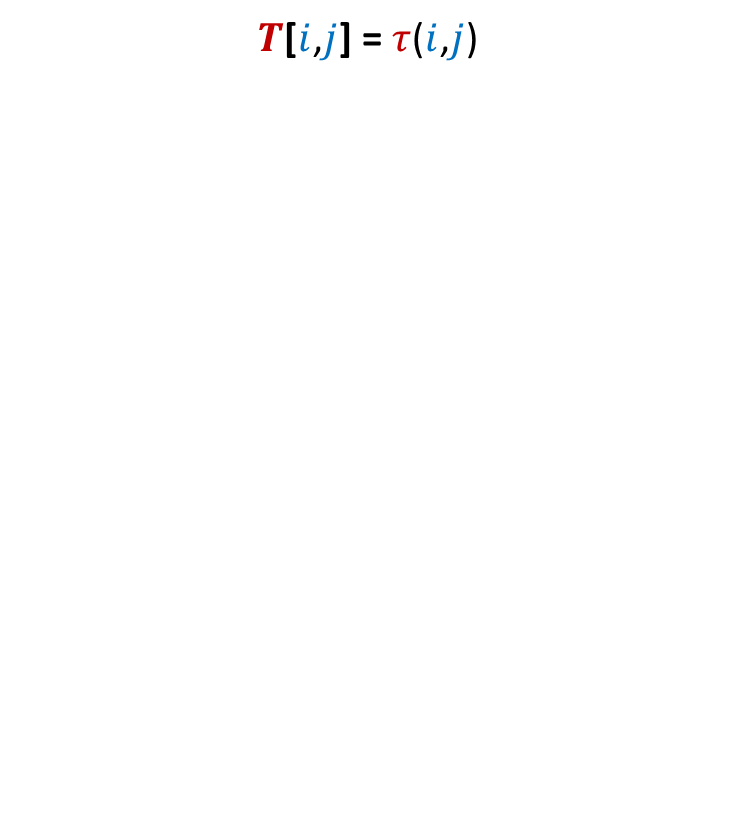 T[i,j] = τ(i,j)